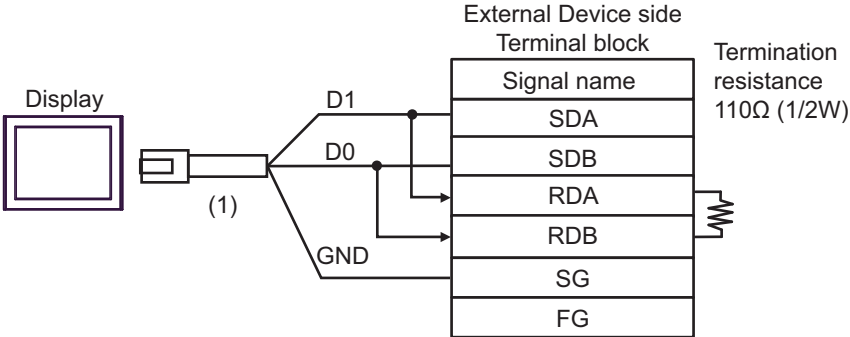 External Device side
Terminal block
Termination
resistance
110Ω (1/2W)
Display
(1)
D1
D0
GND
Signal name
SDA
SDB
RDA
RDB
SG
FG